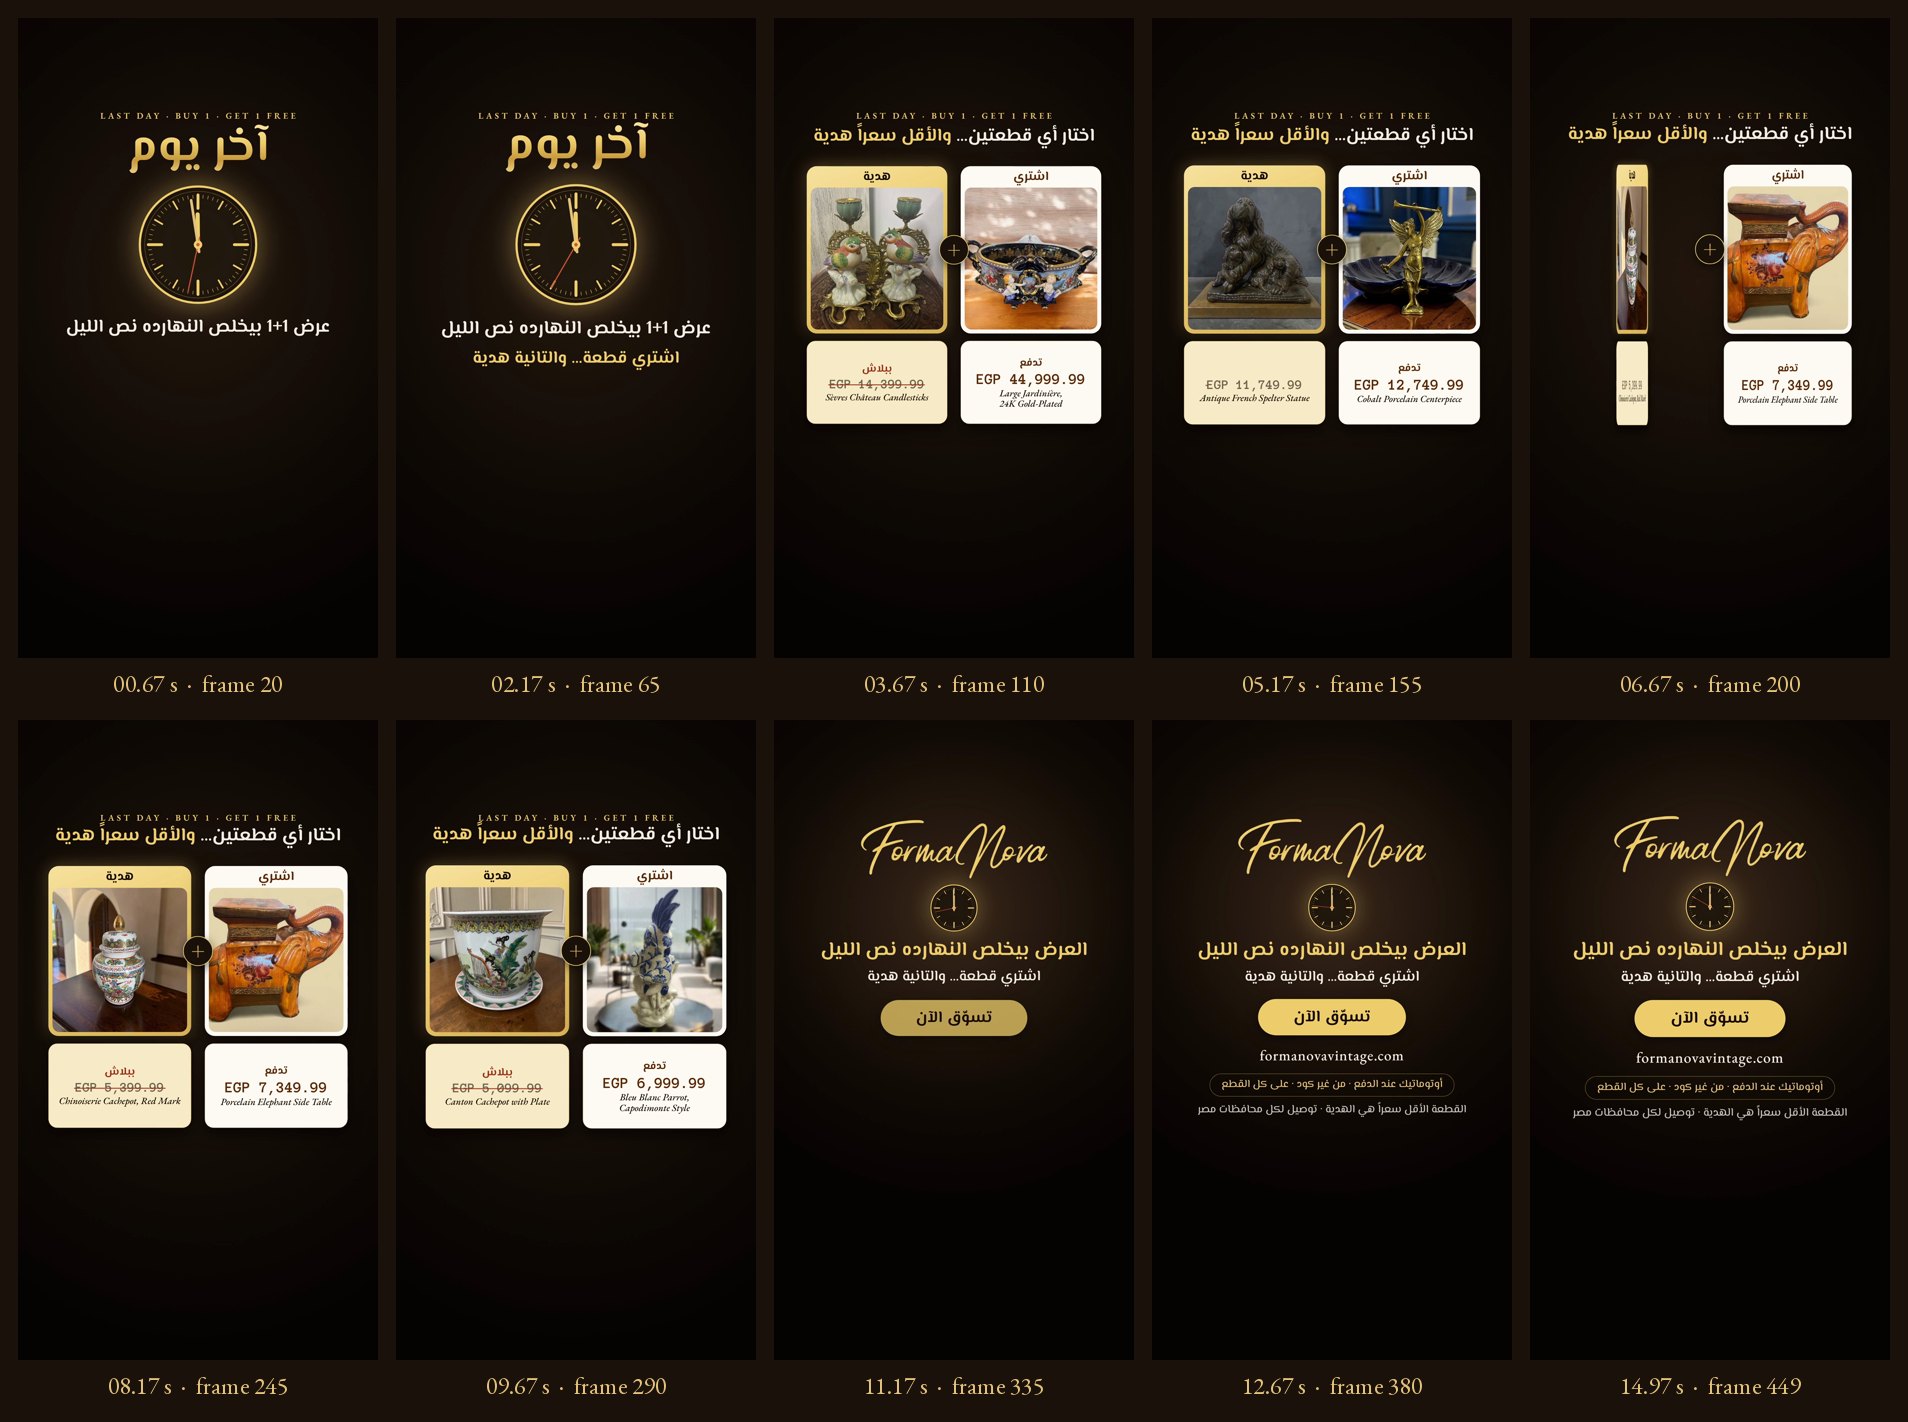 LAST DAY · BUY 1 · GET 1 FREE
آخر يوم
عرض 1+1 بيخلص النهارده نص الليل
00.67 s · frame 20
LAST DAY · BUY 1 · GET 1 FREE
آخر يوم
عرض 1+1 بيخلص النهارده نص الليل
اشتري قطعة... والتانية هدية
02.17 s · frame 65
LAST DAY · BUY 1 · GET 1 FREE
اختار أي قطعتين... والأقل سعراً هدية
اشتري
تدفع
EGP 44,999.99
Large Jardinière,
24K Gold-Plated
هدية
ببلاش
EGP 14,399.99
Sèvres Château Candlesticks
03.67 s · frame 110
LAST DAY · BUY 1 · GET 1 FREE
اختار أي قطعتين... والأقل سعراً هدية
اشتري
تدفع
EGP 12,749.99
Cobalt Porcelain Centerpiece
هدية
EGP 11,749.99
Antique French Spelter Statue
05.17 s · frame 155
LAST DAY · BUY 1 · GET 1 FREE
اختار أي قطعتين... والأقل سعراً هدية
اشتري
تدفع
EGP 7,349.99
Porcelain Elephant Side Table
هدية
06.67 s · frame 200
LAST DAY · BUY 1 · GET 1 FREE
اختار أي قطعتين... والأقل سعراً هدية
اشتري
تدفع
EGP 7,349.99
Porcelain Elephant Side Table
هدية
ببلاش
EGP 5,399.99
Chinoiserie Cachepot, Red Mark
08.17 s · frame 245
LAST DAY · BUY 1 · GET 1 FREE
اختار أي قطعتين... والأقل سعراً هدية
اشتري
تدفع
EGP 6,999.99
Bleu Blanc Parrot,
Capodimonte Style
هدية
ببلاش
EGP 5,099.99
Canton Cachepot with Plate
09.67 s · frame 290
FormaNova
العرض بيخلص النهارده نص الليل
اشتري قطعة... والتانية هدية
تسوّق الآن
11.17 s · frame 335
FormaNova
العرض بيخلص النهارده نص الليل
اشتري قطعة... والتانية هدية
تسوّق الآن
formanovavintage.com
أوتوماتيك عند الدفع · من غير كود · على كل القطع
القطعة الأقل سعراً هي الهدية · توصيل لكل محافظات مصر
12.67 s · frame 380
FormaNova
العرض بيخلص النهارده نص الليل
اشتري قطعة... والتانية هدية
تسوّق الآن
formanovavintage.com
أوتوماتيك عند الدفع · من غير كود · على كل القطع
القطعة الأقل سعراً هي الهدية · توصيل لكل محافظات مصر
14.97 s · frame 449